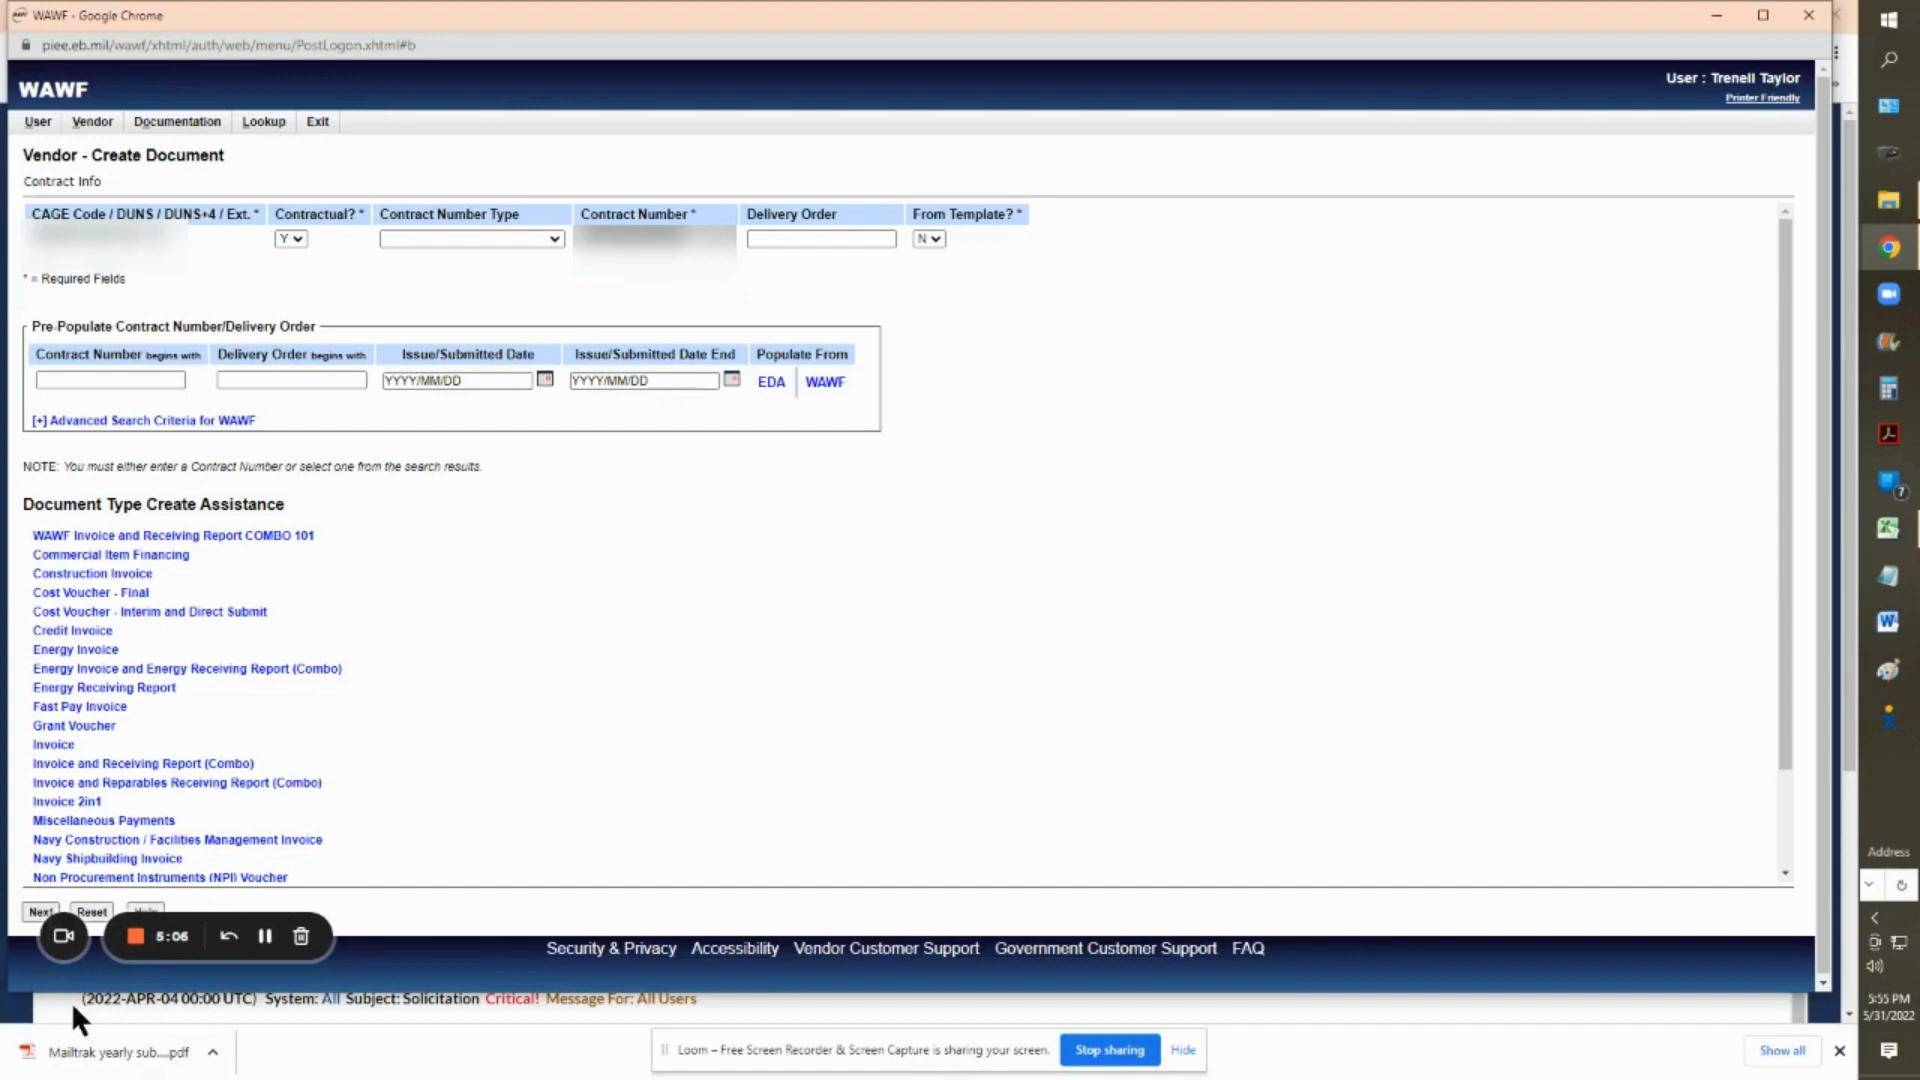 WAWF - Google Chrome
piee.eb.mil/wawf/xhtml/auth/web/menu/PostLogon.xhtml#b
WAWF
User : Trenell Taylor
Printer Friendly
User Vendor Documentation Lookup Exit
Vendor - Create Document
Contract Info
CAGE Code / DUNS / DUNS+4 / Ext. * Contractual? * Contract Number Type Contract Number * Delivery Order From Template? *
Y N
* = Required Fields
Pre-Populate Contract Number/Delivery Order
Contract Number begins with Delivery Order begins with Issue/Submitted Date Issue/Submitted Date End Populate From
YYYY/MM/DD YYYY/MM/DD EDA WAWF
[+] Advanced Search Criteria for WAWF
NOTE: You must either enter a Contract Number or select one from the search results.
Document Type Create Assistance
WAWF Invoice and Receiving Report COMBO 101
Commercial Item Financing
Construction Invoice
Cost Voucher - Final
Cost Voucher - Interim and Direct Submit
Credit Invoice
Energy Invoice
Energy Invoice and Energy Receiving Report (Combo)
Energy Receiving Report
Fast Pay Invoice
Grant Voucher
Invoice
Invoice and Receiving Report (Combo)
Invoice and Reparables Receiving Report (Combo)
Invoice 2in1
Miscellaneous Payments
Navy Construction / Facilities Management Invoice
Navy Shipbuilding Invoice
Non Procurement Instruments (NPI) Voucher
Next Reset Help
5:06
Security & Privacy Accessibility Vendor Customer Support Government Customer Support FAQ
(2022-APR-04 00:00 UTC) System: All Subject: Solicitation Critical! Message For: All Users
Mailtrak yearly sub....pdf
Loom – Free Screen Recorder & Screen Capture is sharing your screen. Stop sharing Hide
Show all
7
Address
5:55 PM
5/31/2022